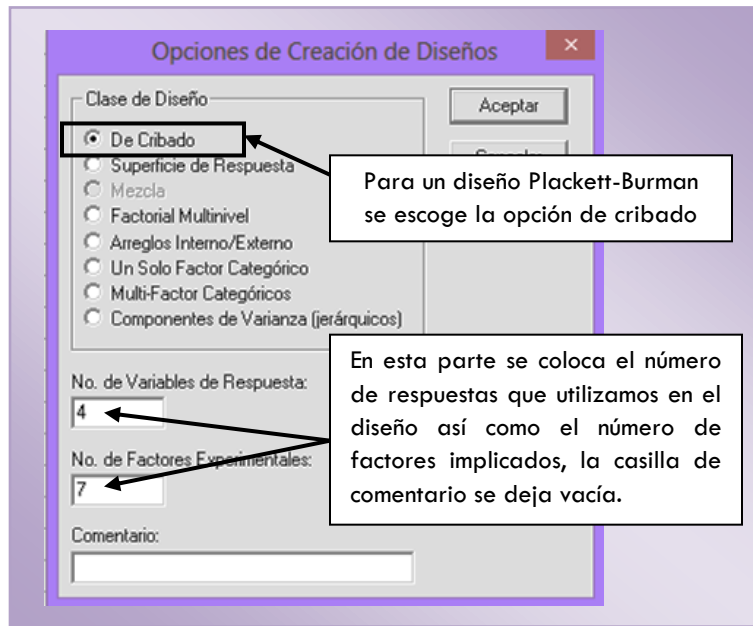 Opciones de Creación de Diseños
Clase de Diseño
Aceptar
De Cribado
Superficie de Respuesta
Mezcla
Factorial Multinivel
Arreglos Interno/Externo
Un Solo Factor Categórico
Multi-Factor Categóricos
Componentes de Varianza (jerárquicos)
Para un diseño Plackett-Burman
se escoge la opción de cribado
No. de Variables de Respuesta:
4
No. de Factores Experimentales:
7
Comentario:
En esta parte se coloca el número
de respuestas que utilizamos en el
diseño así como el número de
factores implicados, la casilla de
comentario se deja vacía.